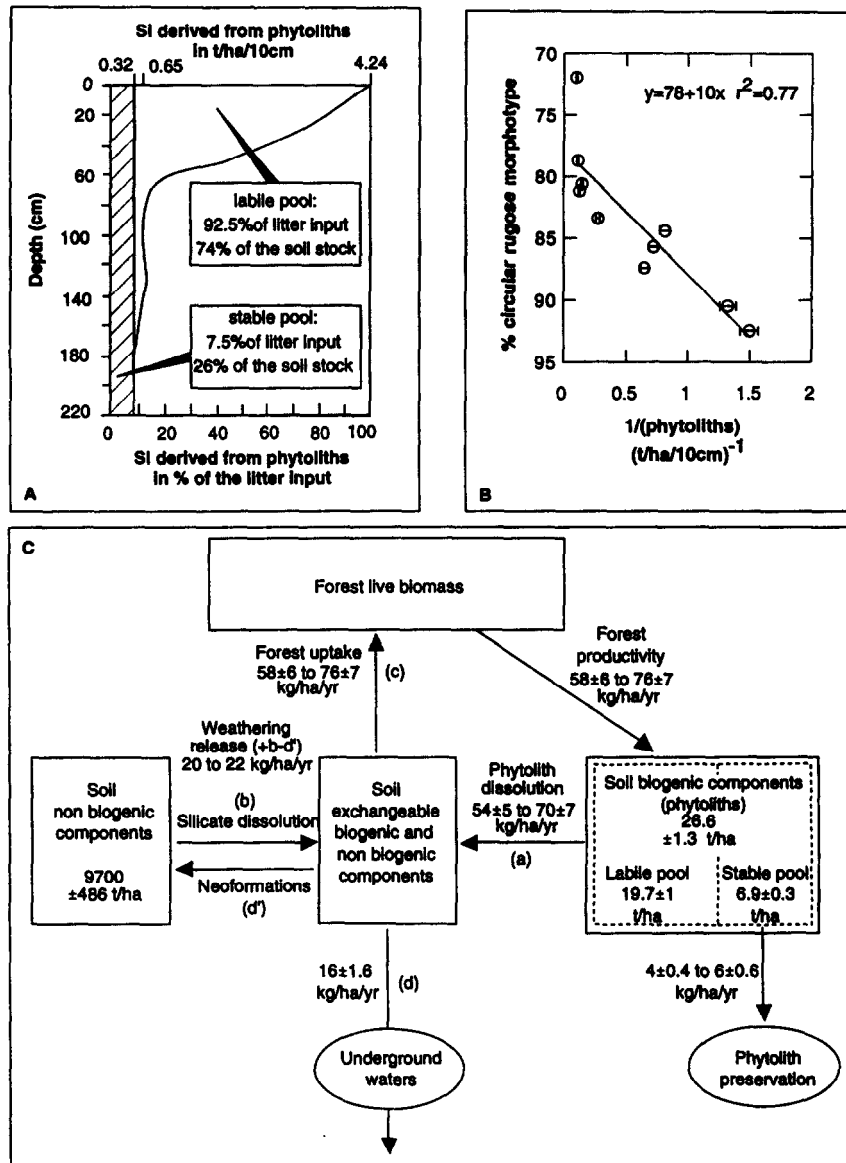 SI derived from phytoliths
in t/ha/10cm
0.32 0.65 4.24
0
20
60
100
140
180
220
Depth (cm)
labile pool:
92.5%of litter input
74% of the soil stock
stable pool:
7.5%of litter input
26% of the soil stock
0 20 40 60 80 100
SI derived from phytoliths
in % of the litter input
A
B
70
75
80
85
90
95
% circular rugose morphotype
y=78+10x r²=0.77
0 0.5 1 1.5 2
1/(phytoliths)
(t/ha/10cm)⁻¹
C
Forest live biomass
Forest uptake
58±6 to 76±7
kg/ha/yr
(c)
Forest
productivity
58±6 to 76±7
kg/ha/yr
Weathering
release (+b-d')
20 to 22 kg/ha/yr
(b)
Silicate dissolution
Neoformations
(d')
Soil
non biogenic
components
9700
±486 t/ha
Soil
exchangeable
biogenic and
non biogenic
components
Phytolith
dissolution
54±5 to 70±7
kg/ha/yr
(a)
Soil biogenic components
(phytoliths)
26.6
±1.3 t/ha
Labile pool
19.7±1
t/ha
Stable pool
6.9±0.3
t/ha
16±1.6
kg/ha/yr
(d)
4±0.4 to 6±0.6
kg/ha/yr
Underground
waters
Phytolith
preservation